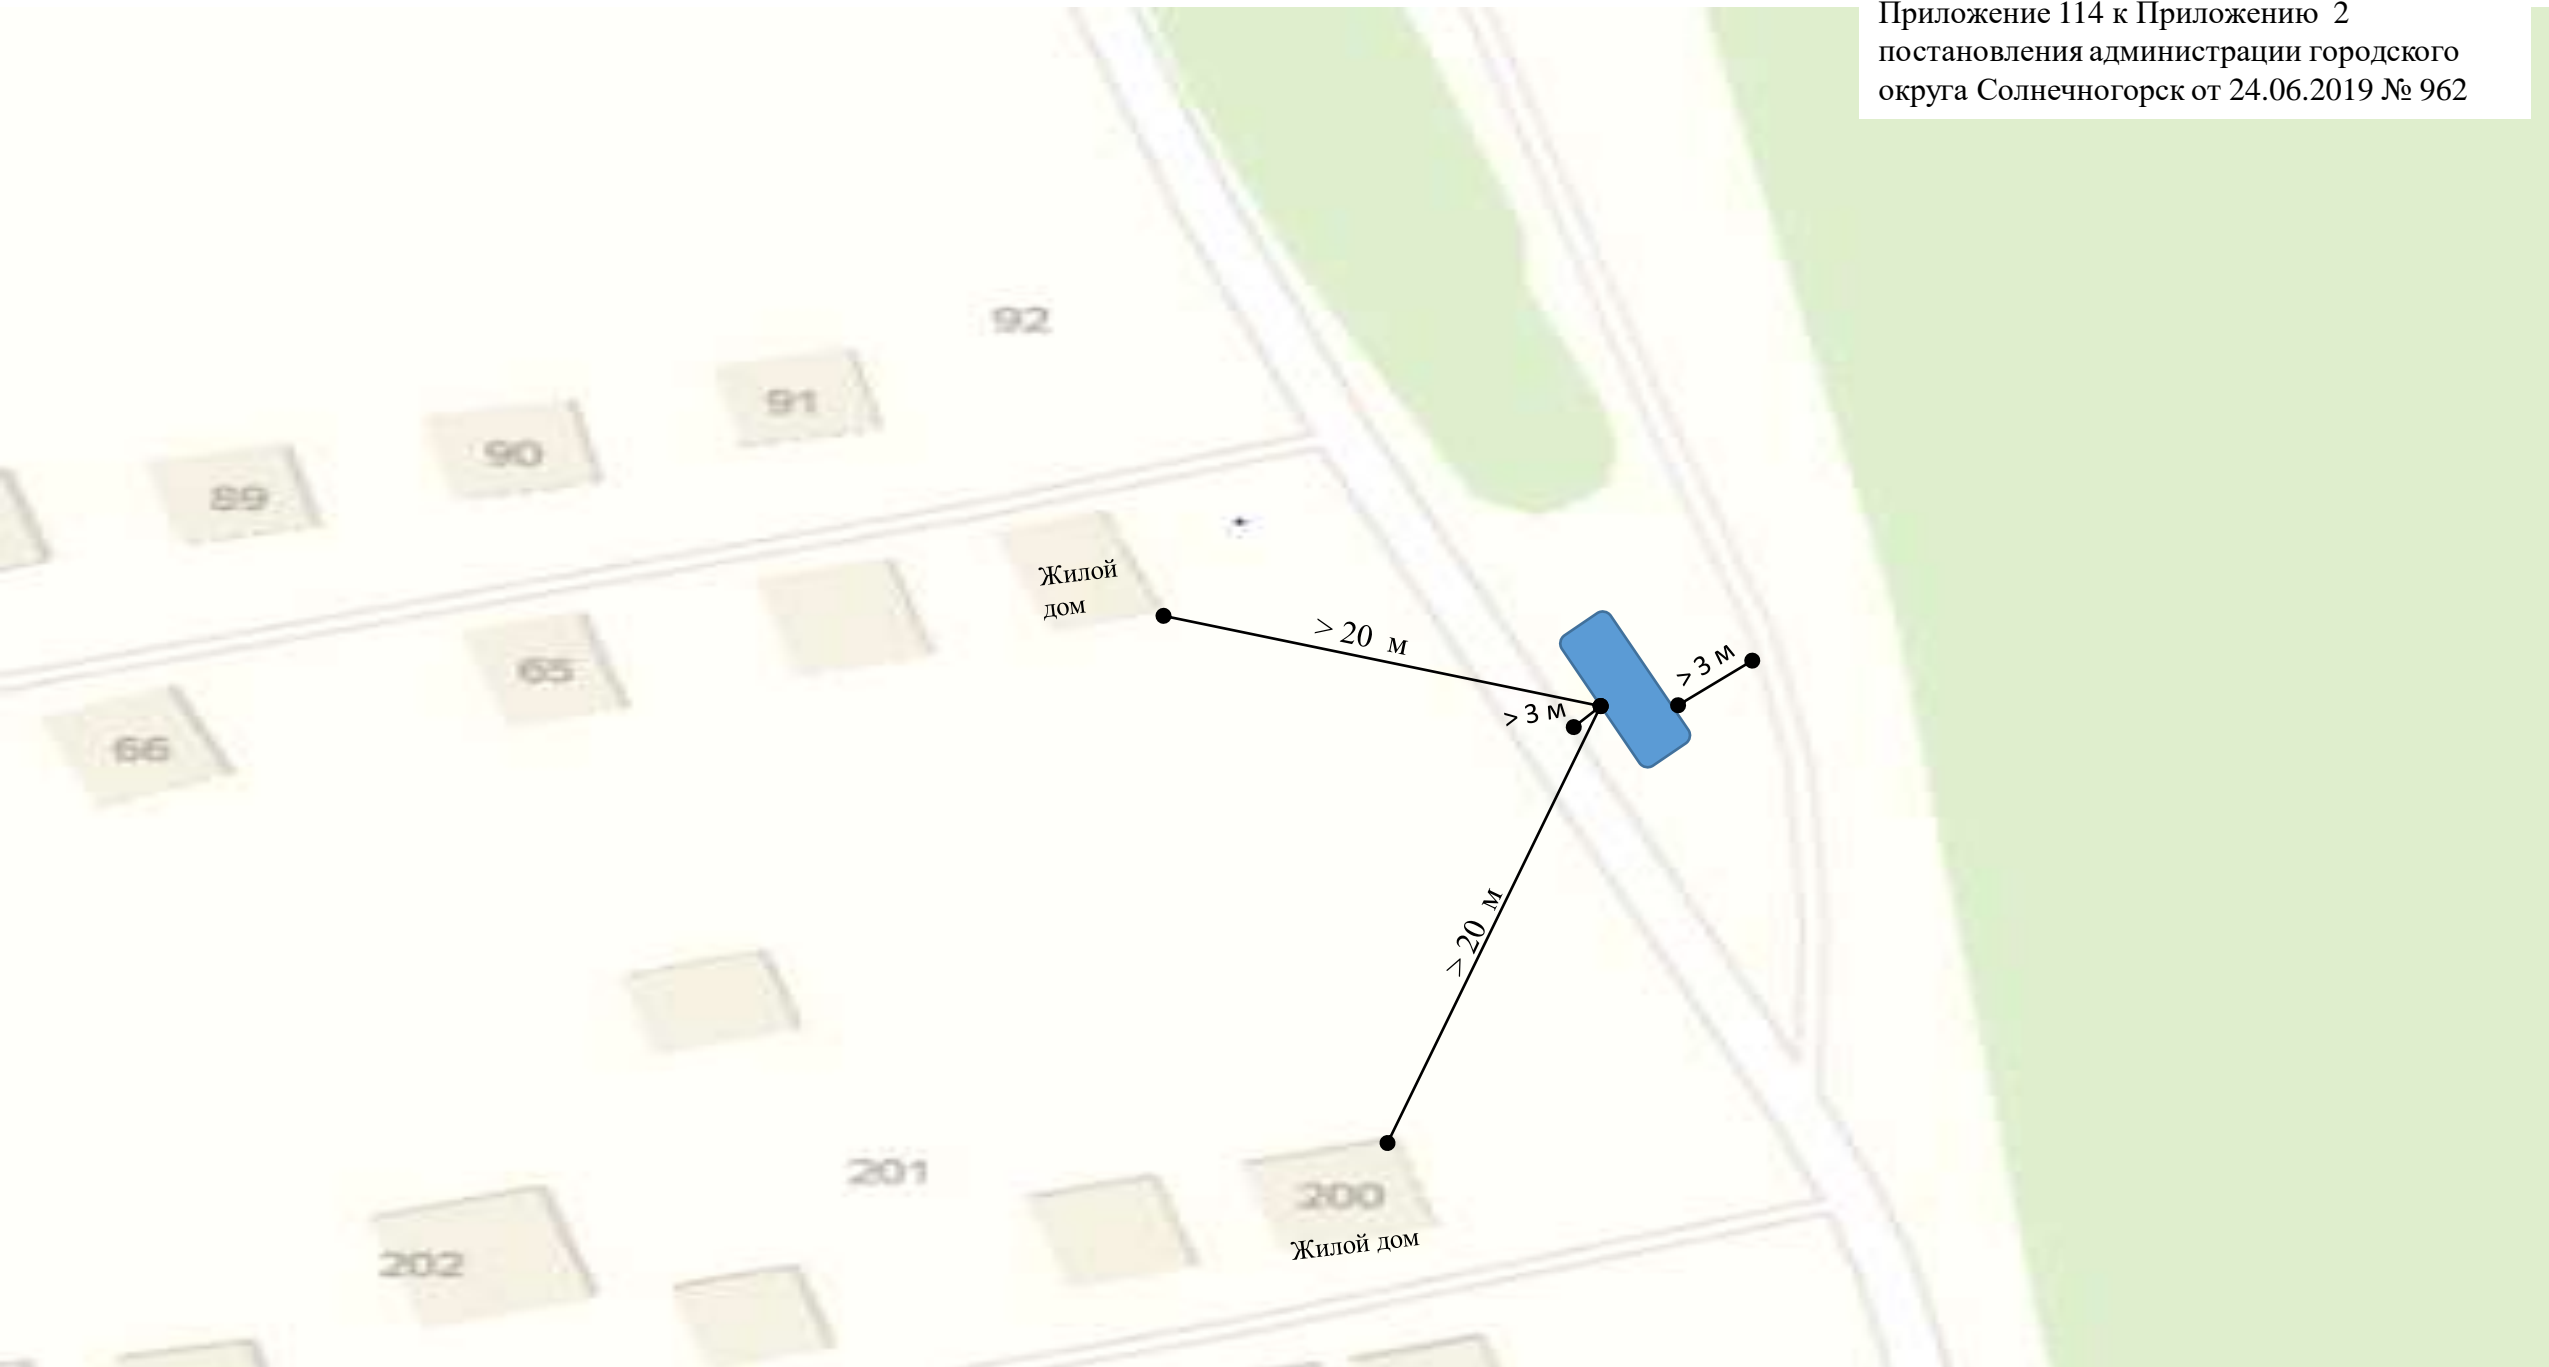 Приложение 114 к Приложению 2
постановления администрации городского
округа Солнечногорск от 24.06.2019 № 962
92
91
90
89
Жилой
дом
> 20 м
> 3 м
> 3 м
65
66
> 20 м
201
200
Жилой дом
202